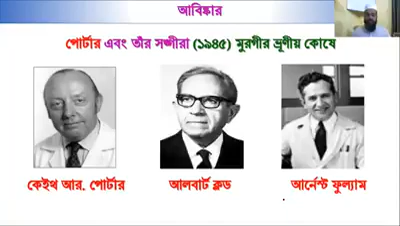 আবিষ্কার
পোর্টার এবং তাঁর সঙ্গীরা (১৯৪৫) মুরগীর ভ্রূণীয় কোষে
কেইথ আর. পোর্টার
আলবার্ট ক্লড
আর্নেস্ট ফুল্যাম